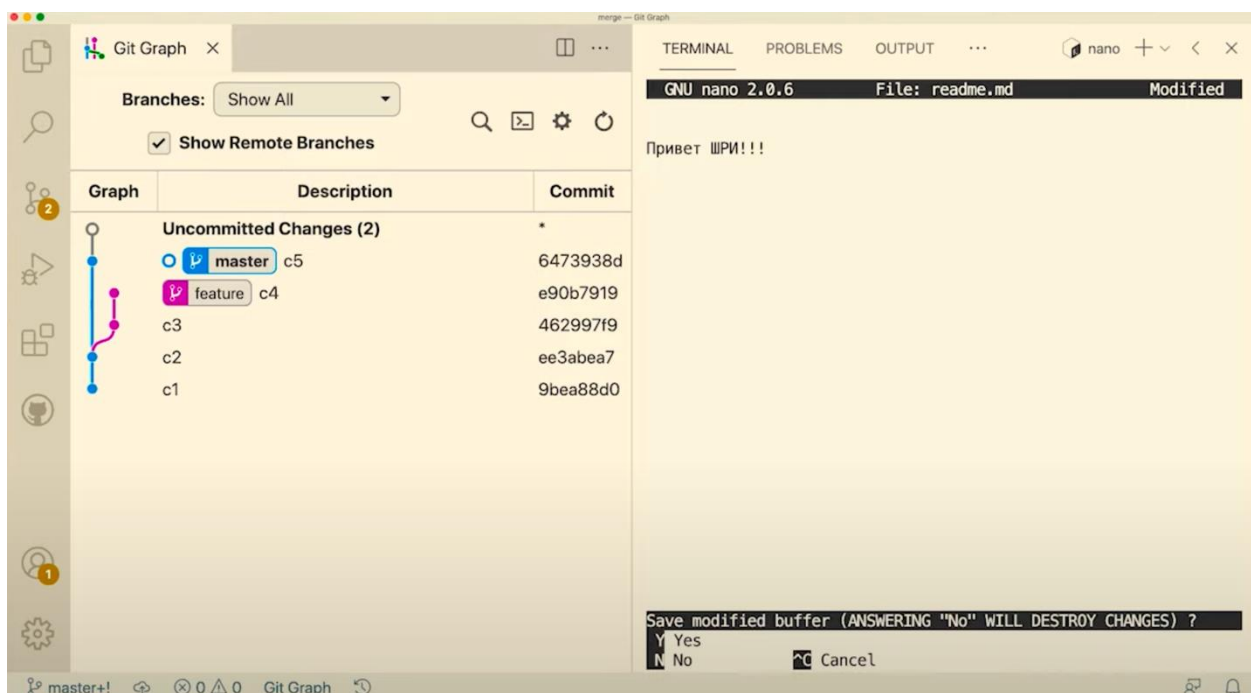 merge — Git Graph
Git Graph
Branches: Show All
Show Remote Branches
Graph Description Commit
Uncommitted Changes (2) *
master c5 6473938d
feature c4 e90b7919
c3 462997f9
c2 ee3abea7
c1 9bea88d0
2
1
master+! 0 0 Git Graph
TERMINAL PROBLEMS OUTPUT ... nano
GNU nano 2.0.6 File: readme.md Modified
Привет ШРИ!!!
Save modified buffer (ANSWERING "No" WILL DESTROY CHANGES) ?
Y Yes
N No ^C Cancel